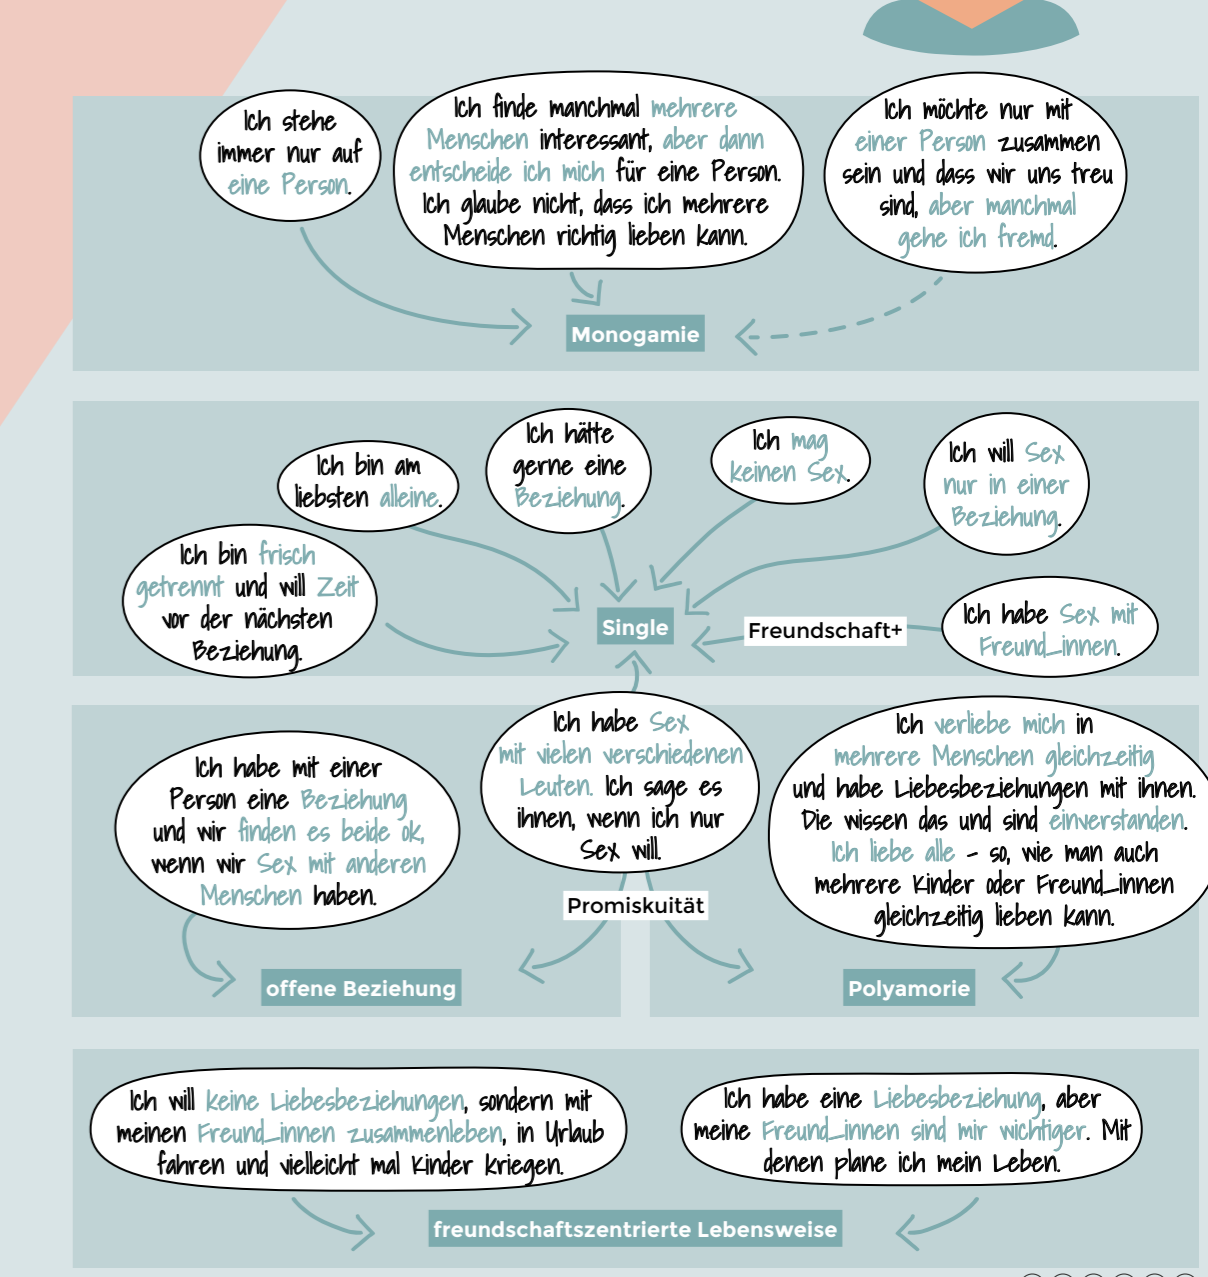 Ich stehe
immer nur auf
eine Person.
Ich finde manchmal mehrere
Menschen interessant, aber dann
entscheide ich mich für eine Person.
Ich glaube nicht, dass ich mehrere
Menschen richtig lieben kann.
Ich möchte nur mit
einer Person zusammen
sein und dass wir uns treu
sind, aber manchmal
gehe ich fremd.
Monogamie
Ich bin am
liebsten alleine.
Ich hätte
gerne eine
Beziehung.
Ich mag
keinen Sex.
Ich will Sex
nur in einer
Beziehung.
Ich bin frisch
getrennt und will Zeit
vor der nächsten
Beziehung.
Single
Freundschaft+
Ich habe Sex mit
Freund_innen.
Ich habe mit einer
Person eine Beziehung
und wir finden es beide ok,
wenn wir Sex mit anderen
Menschen haben.
Ich habe Sex
mit vielen verschiedenen
Leuten. Ich sage es
ihnen, wenn ich nur
Sex will.
Ich verliebe mich in
mehrere Menschen gleichzeitig
und habe Liebesbeziehungen mit ihnen.
Die wissen das und sind einverstanden.
Ich liebe alle – so, wie man auch
mehrere Kinder oder Freund_innen
gleichzeitig lieben kann.
Promiskuität
offene Beziehung
Polyamorie
Ich will keine Liebesbeziehungen, sondern mit
meinen Freund_innen zusammenleben, in Urlaub
fahren und vielleicht mal Kinder kriegen.
Ich habe eine Liebesbeziehung, aber
meine Freund_innen sind mir wichtiger. Mit
denen plane ich mein Leben.
freundschaftszentrierte Lebensweise